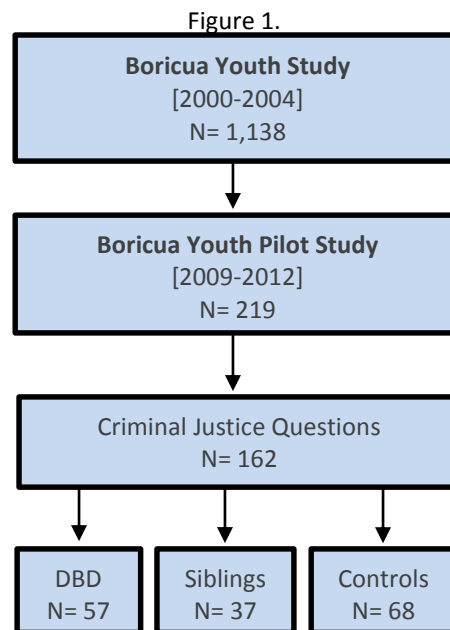 Figure 1.
Boricua Youth Study
[2000-2004]
N= 1,138
Boricua Youth Pilot Study
[2009-2012]
N= 219
Criminal Justice Questions
N= 162
DBD
N= 57
Siblings
N= 37
Controls
N= 68